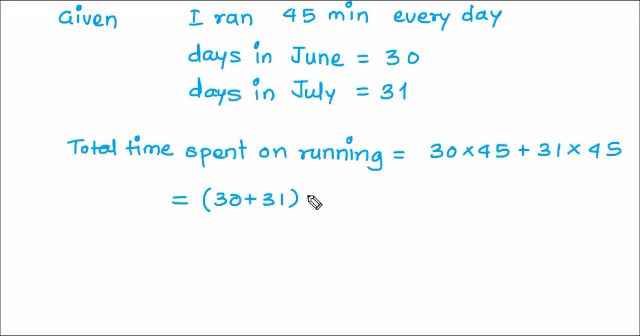 Given I ran 45 min every day
days in June = 30
days in July = 31
Total time spent on running = 30×45 + 31×45
= (30+31)